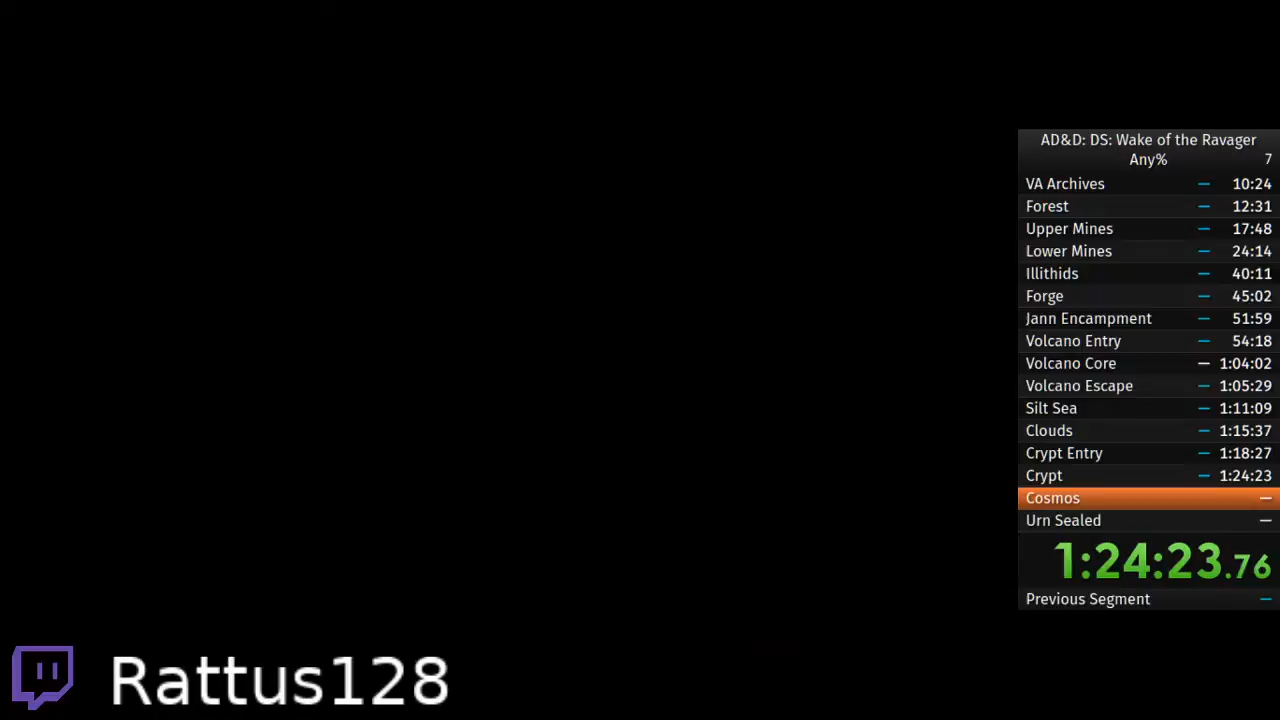 AD&D: DS: Wake of the Ravager
Any% 7
VA Archives — 10:24
Forest — 12:31
Upper Mines — 17:48
Lower Mines — 24:14
Illithids — 40:11
Forge — 45:02
Jann Encampment — 51:59
Volcano Entry — 54:18
Volcano Core — 1:04:02
Volcano Escape — 1:05:29
Silt Sea — 1:11:09
Clouds — 1:15:37
Crypt Entry — 1:18:27
Crypt — 1:24:23
Cosmos —
Urn Sealed —
1:24:23.76
Previous Segment —
Rattus128